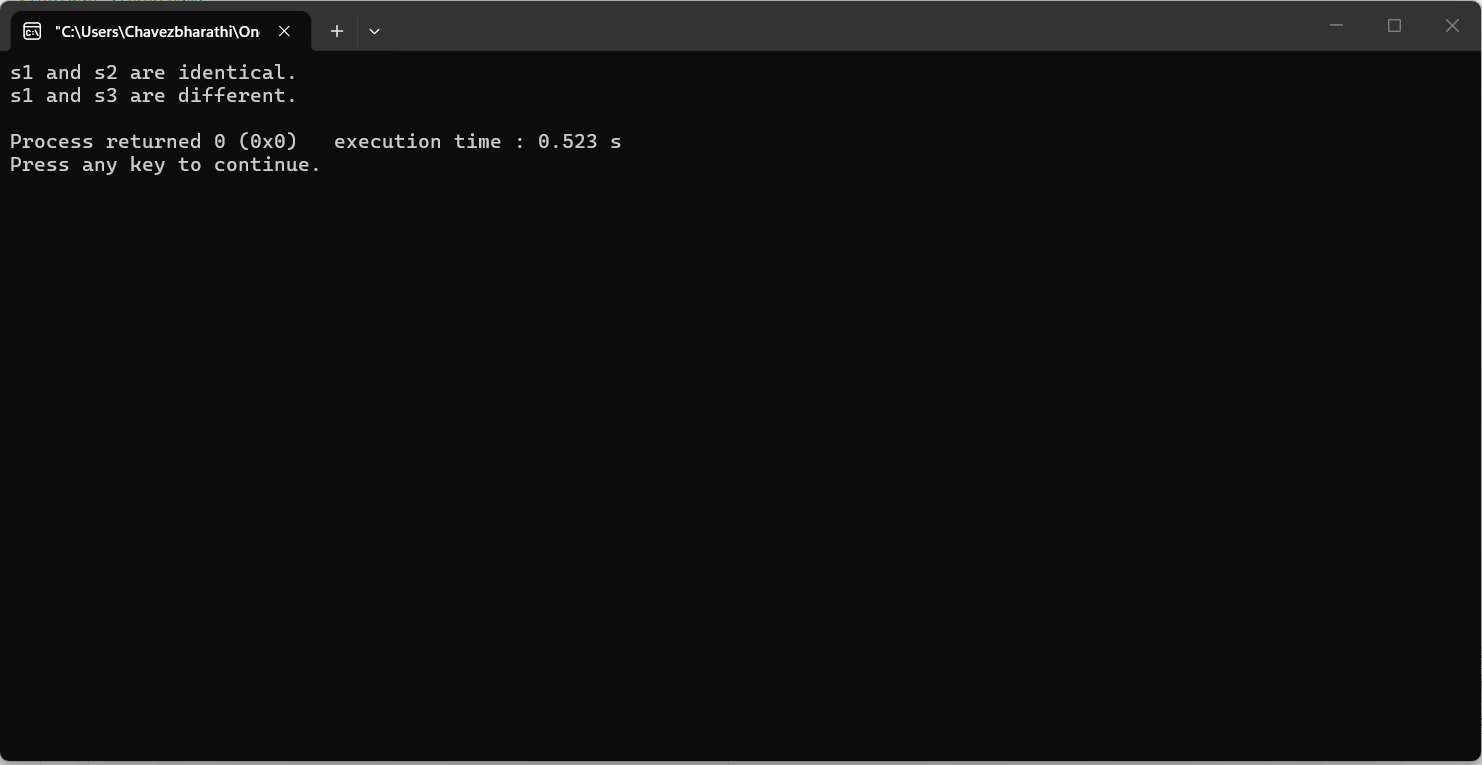 "C:\Users\Chavezbharathi\On
s1 and s2 are identical.
s1 and s3 are different.
Process returned 0 (0x0)   execution time : 0.523 s
Press any key to continue.